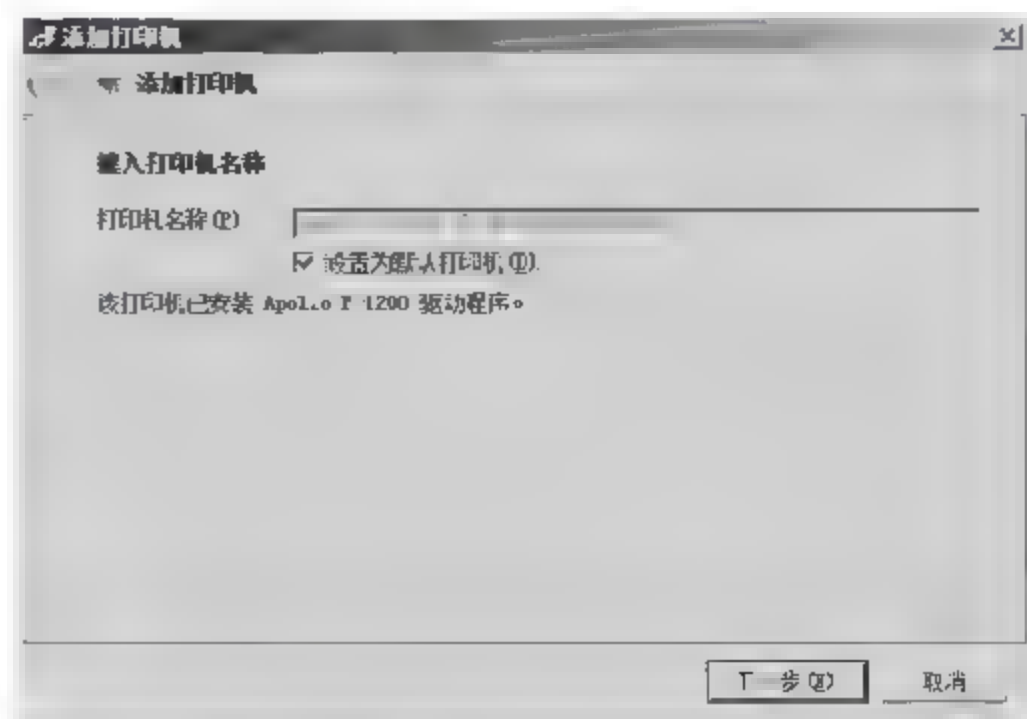 添加打印机
添加打印机
键入打印机名称
打印机名称(P)
设置为默认打印机(D).
该打印机已安装 Apollo P-1200 驱动程序。
下一步(N) 取消